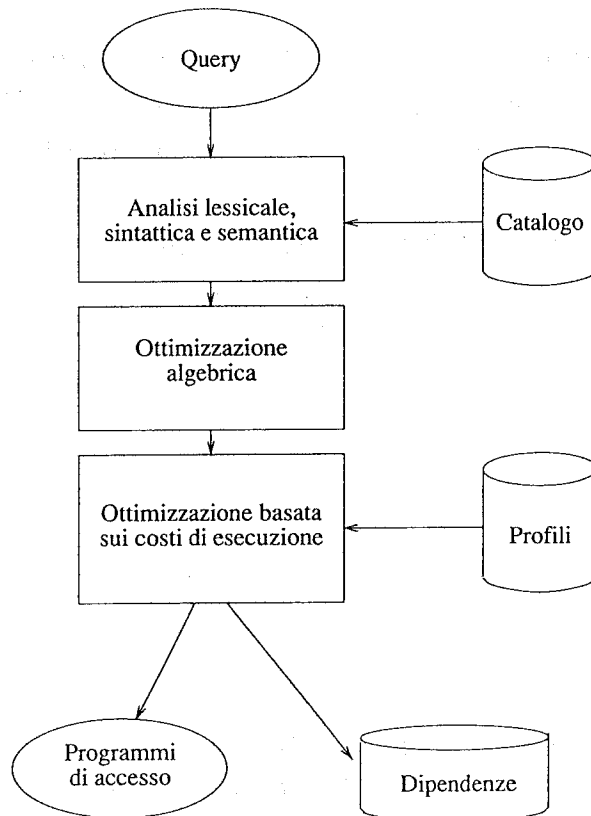 Query
Analisi lessicale,
sintattica e semantica
Catalogo
Ottimizzazione
algebrica
Ottimizzazione basata
sui costi di esecuzione
Profili
Programmi
di accesso
Dipendenze